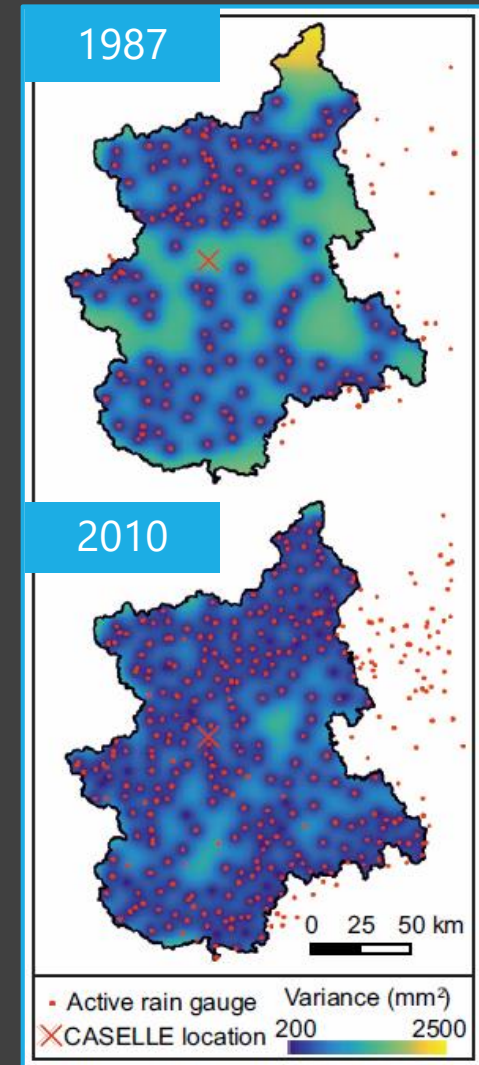 1987
2010
0 25 50 km
Active rain gauge
Variance (mm²)
CASELLE location
200 2500